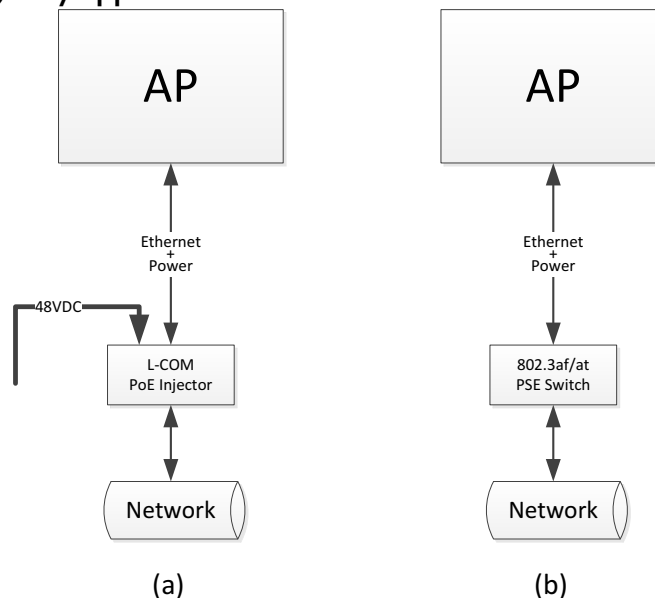 AP
AP
Ethernet
+
Power
Ethernet
+
Power
48VDC
L-COM
PoE Injector
802.3af/at
PSE Switch
Network
Network
(a)
(b)